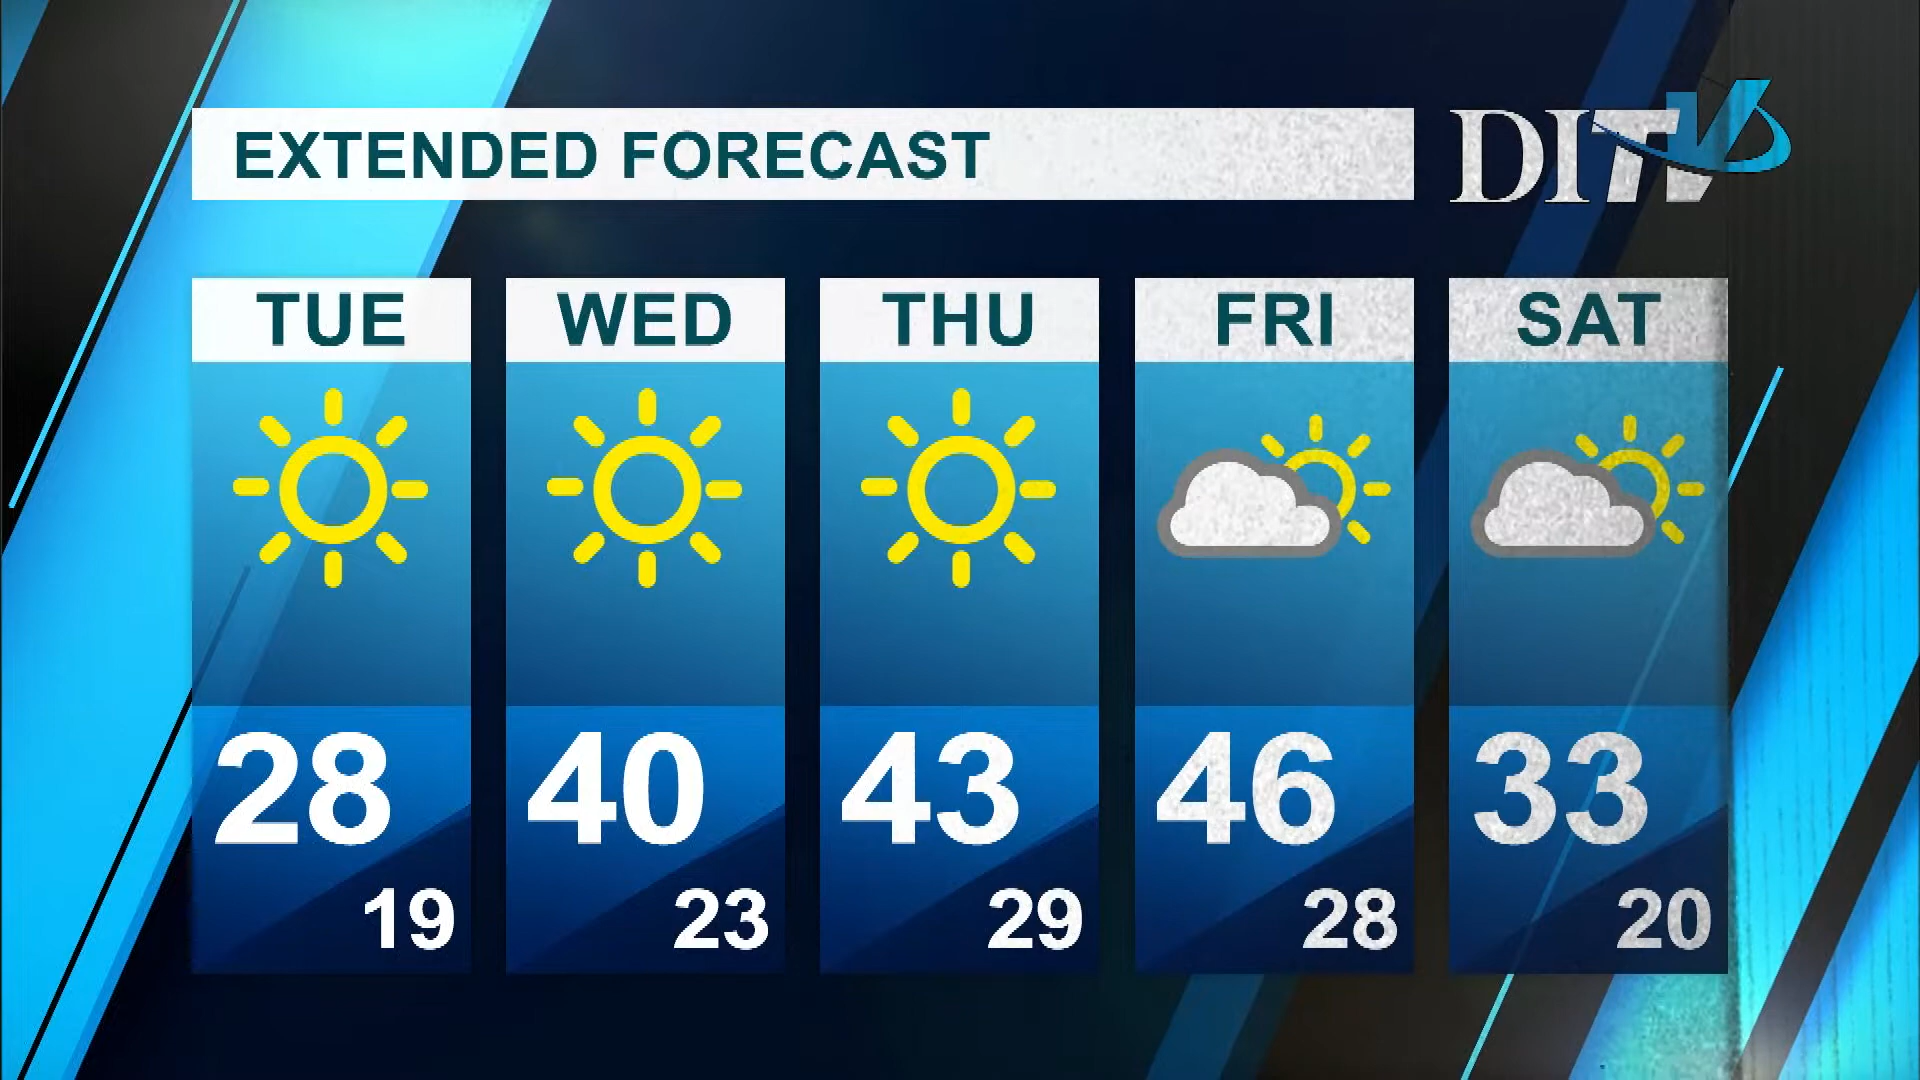 EXTENDED FORECAST
DITV
TUE WED THU FRI SAT
28 40 43 46 33
19 23 29 28 20